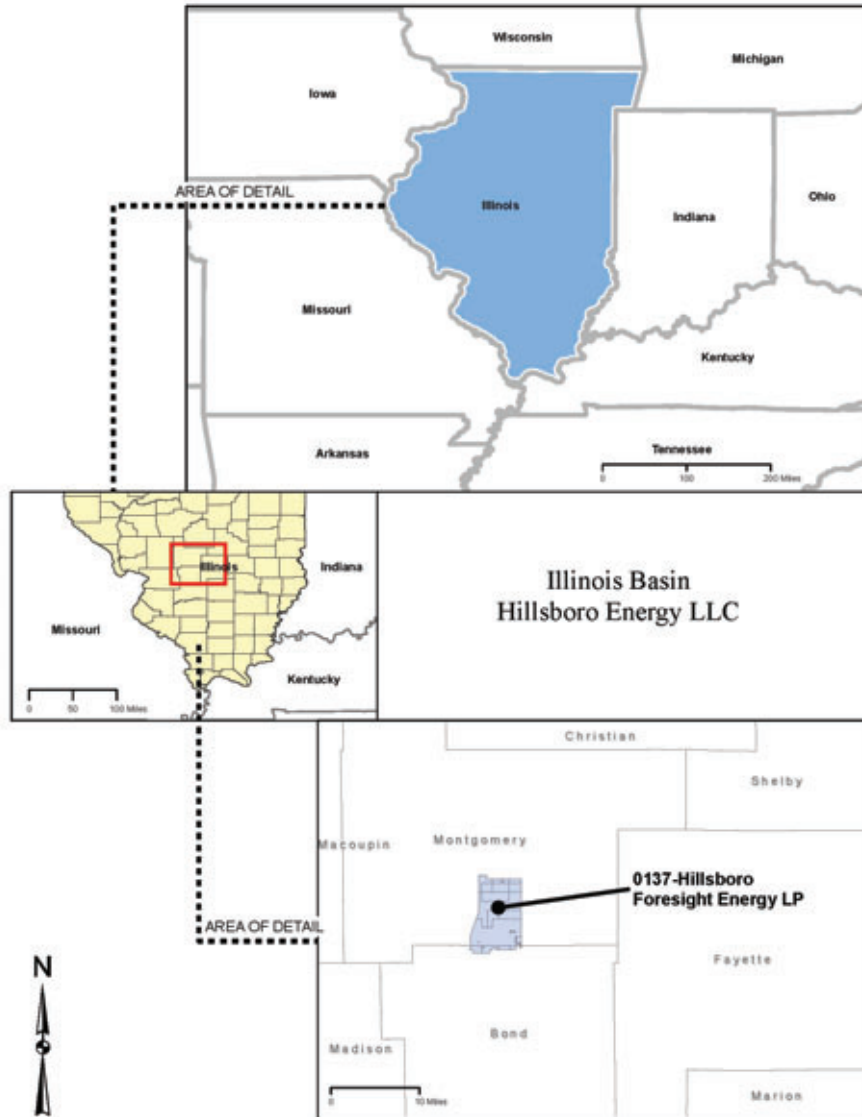 Wisconsin
Michigan
Iowa
AREA OF DETAIL
Illinois
Ohio
Indiana
Missouri
Kentucky
Arkansas
Tennessee
0 100 200 Miles
Illinois
Indiana
Missouri
Kentucky
0 50 100 Miles
Illinois Basin
Hillsboro Energy LLC
Christian
Shelby
Macoupin
Montgomery
0137-Hillsboro
Foresight Energy LP
AREA OF DETAIL
Fayette
N
Bond
Madison
Marion
0 10 Miles